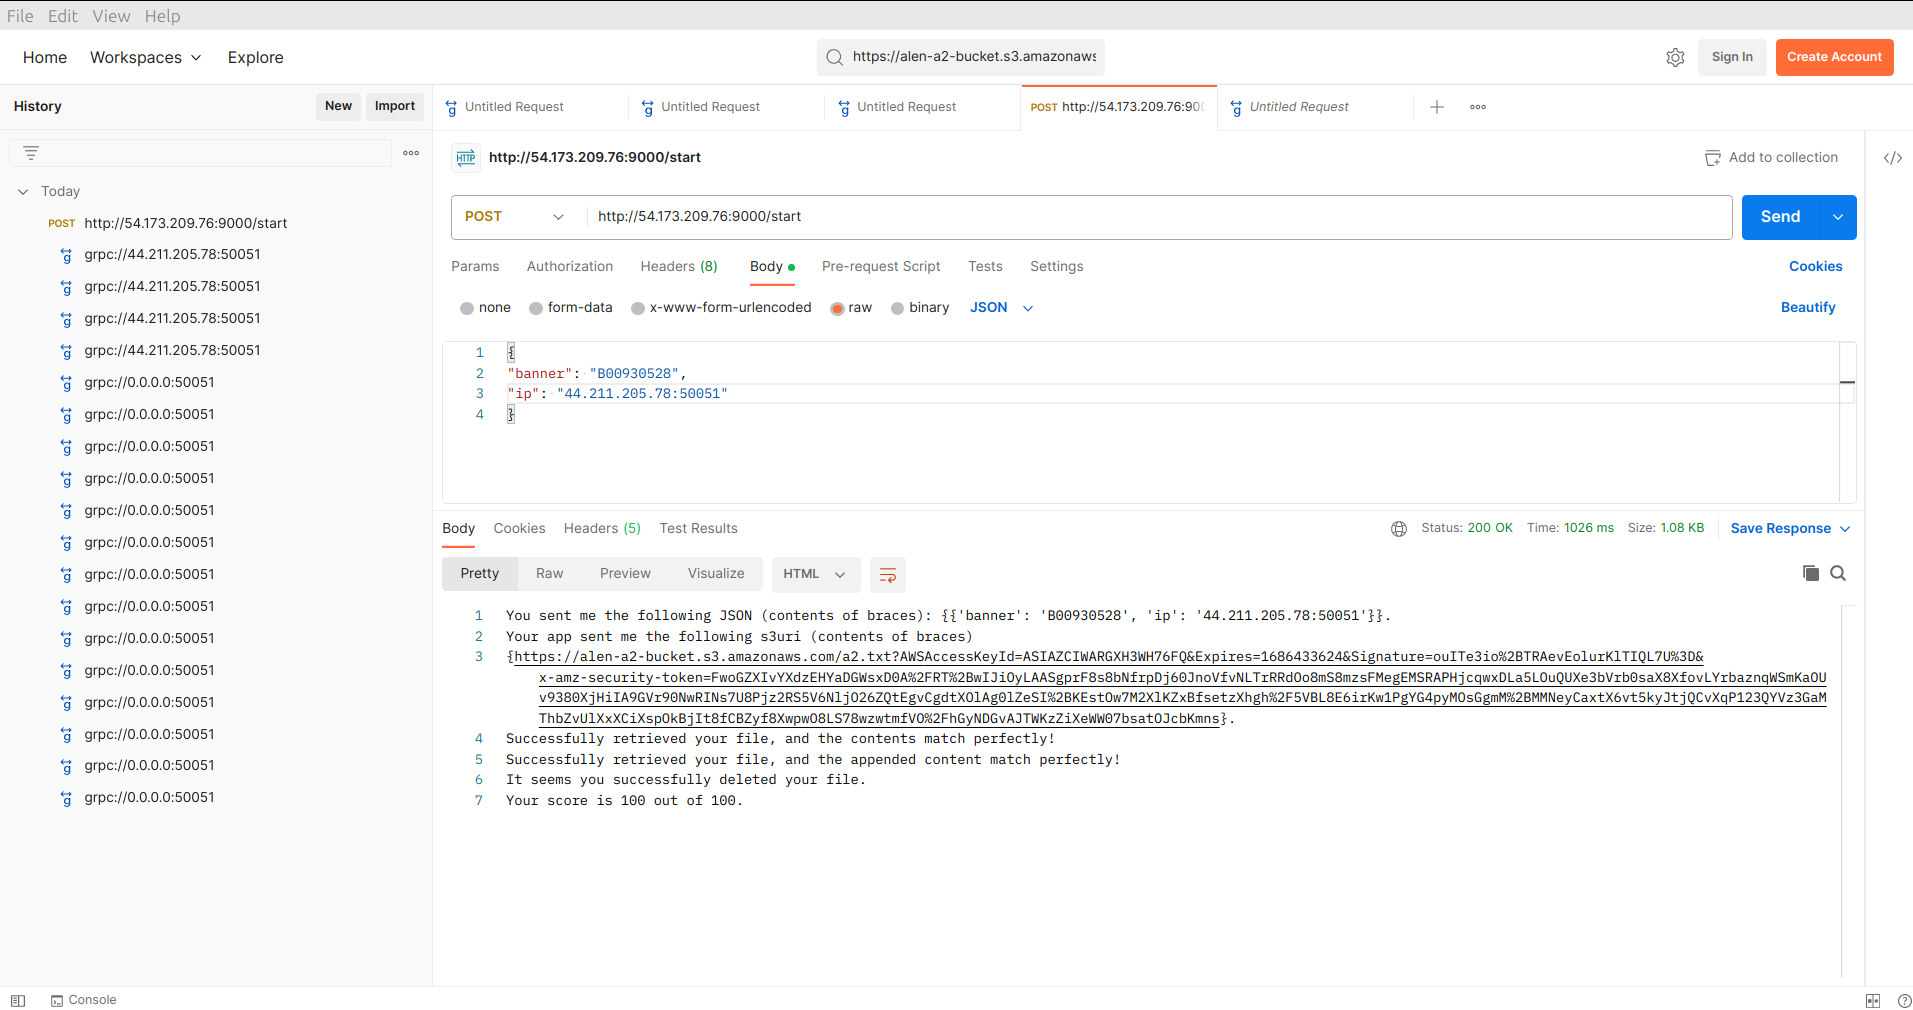 File Edit View Help
Home Workspaces Explore
https://alen-a2-bucket.s3.amazonaws
Sign In Create Account
History New Import
Untitled Request Untitled Request Untitled Request POST http://54.173.209.76:90 Untitled Request
HTTP http://54.173.209.76:9000/start Add to collection
Today
POST http://54.173.209.76:9000/start
grpc://44.211.205.78:50051
grpc://44.211.205.78:50051
grpc://44.211.205.78:50051
grpc://44.211.205.78:50051
grpc://0.0.0.0:50051
grpc://0.0.0.0:50051
grpc://0.0.0.0:50051
grpc://0.0.0.0:50051
grpc://0.0.0.0:50051
grpc://0.0.0.0:50051
grpc://0.0.0.0:50051
grpc://0.0.0.0:50051
grpc://0.0.0.0:50051
grpc://0.0.0.0:50051
grpc://0.0.0.0:50051
grpc://0.0.0.0:50051
grpc://0.0.0.0:50051
grpc://0.0.0.0:50051
POST http://54.173.209.76:9000/start Send
Params Authorization Headers (8) Body Pre-request Script Tests Settings Cookies
none form-data x-www-form-urlencoded raw binary JSON Beautify
1 {
2 "banner": "B00930528",
3 "ip": "44.211.205.78:50051"
4 }
Body Cookies Headers (5) Test Results Status: 200 OK Time: 1026 ms Size: 1.08 KB Save Response
Pretty Raw Preview Visualize HTML
1 You sent me the following JSON (contents of braces): {{'banner': 'B00930528', 'ip': '44.211.205.78:50051'}}.
2 Your app sent me the following s3uri (contents of braces)
3 {https://alen-a2-bucket.s3.amazonaws.com/a2.txt?AWSAccessKeyId=ASIAZCIWARGXH3WH76FQ&Expires=1686433624&Signature=ouITe3io%2BTRAevEolurKlTIQL7U%3D&
x-amz-security-token=FwoGZXIvYXdzEHYaDGWsxD0A%2FRT%2BwIJiOyLAASgprF8s8bNfrpDj60JnoVfvNLTrRRdOo8mS8mzsFMegEMSRAPHjcqwxDLa5LOuQUXe3bVrb0saX8XfovLYrbaznqWSmKaOU
v9380XjHiIA9GVr90NwRINs7U8Pjz2RS5V6NljO26ZQtEgvCgdtXOlAg0lZeSI%2BKEstOw7M2XlKZxBfsetzXhgh%2F5VBL8E6irKw1PgYG4pyMOsGgmM%2BMMNeyCaxtX6vt5kyJtjQCvXqP123QYVz3GaM
ThbZvUlXxXCiXspOkBjIt8fCBZyf8XwpwO8LS78wzwtmfVO%2FhGyNDGvAJTWKzZiXeWW07bsatOJcbKmns}.
4 Successfully retrieved your file, and the contents match perfectly!
5 Successfully retrieved your file, and the appended content match perfectly!
6 It seems you successfully deleted your file.
7 Your score is 100 out of 100.
Console